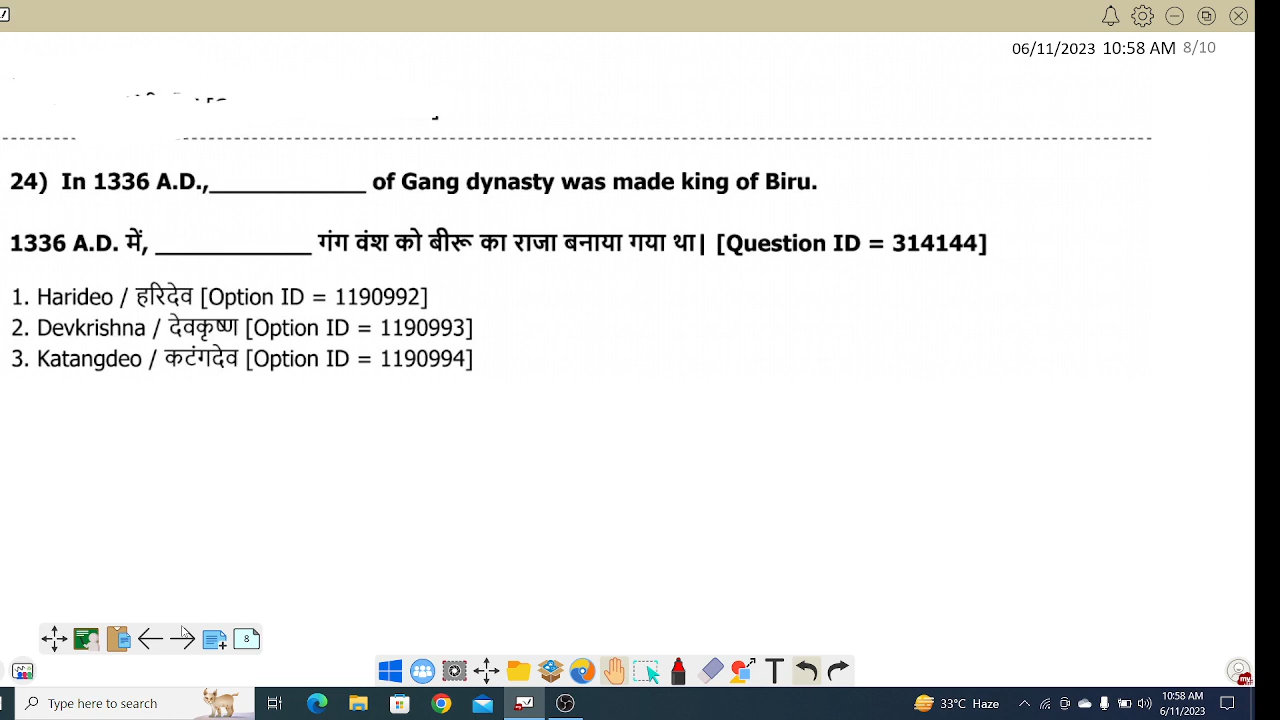 06/11/2023 10:58 AM 8/10
24) In 1336 A.D.,____________ of Gang dynasty was made king of Biru.
1336 A.D. में, ____________ गंग वंश को बीरू का राजा बनाया गया था| [Question ID = 314144]
1. Harideo / हरिदेव [Option ID = 1190992]
2. Devkrishna / देवकृष्ण [Option ID = 1190993]
3. Katangdeo / कटंगदेव [Option ID = 1190994]
8
Type here to search
33°C Haze
10:58 AM
6/11/2023